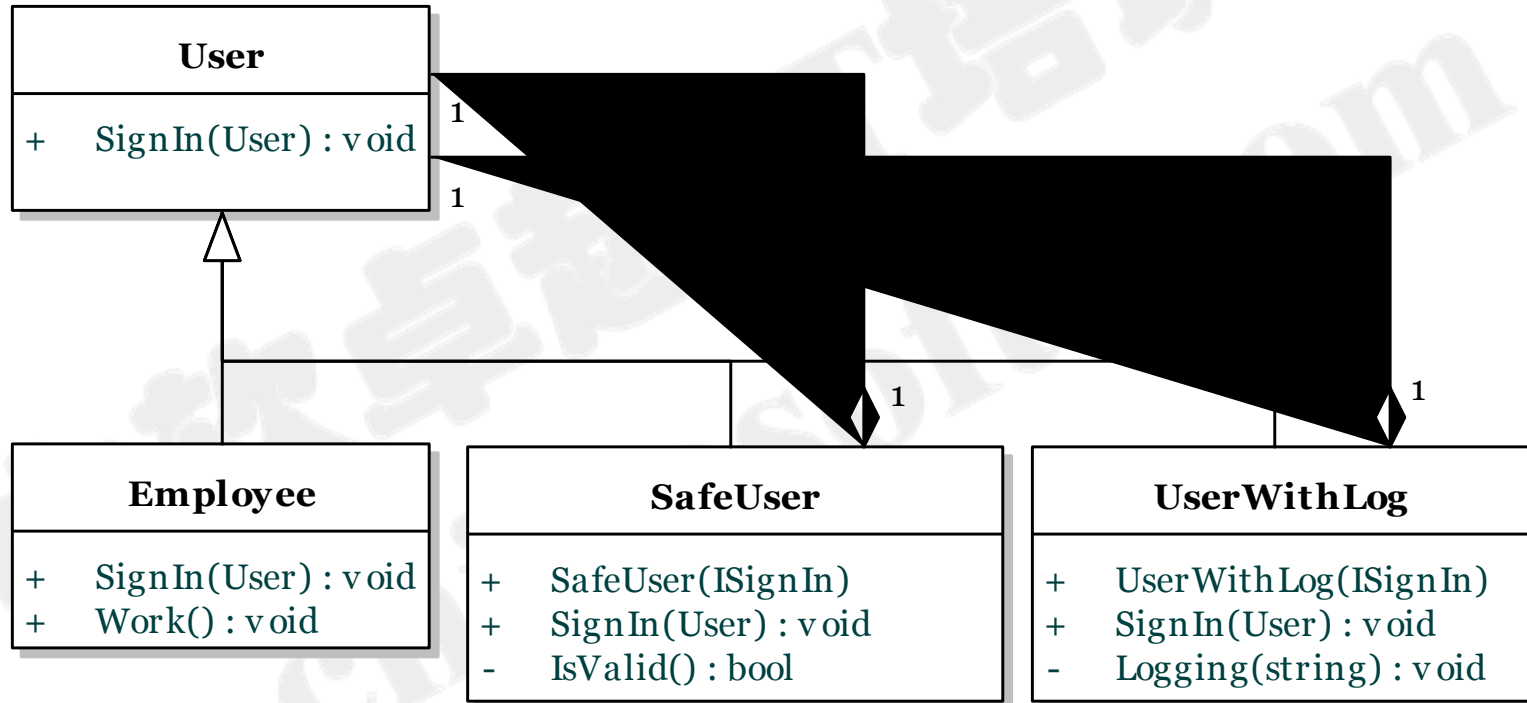 User
+ SignIn(User) : void
1
1
1
1
Employee
+ SignIn(User) : void
+ Work() : void
SafeUser
+ SafeUser(ISignIn)
+ SignIn(User) : void
- IsValid() : bool
UserWithLog
+ UserWithLog(ISignIn)
+ SignIn(User) : void
- Logging(string) : void